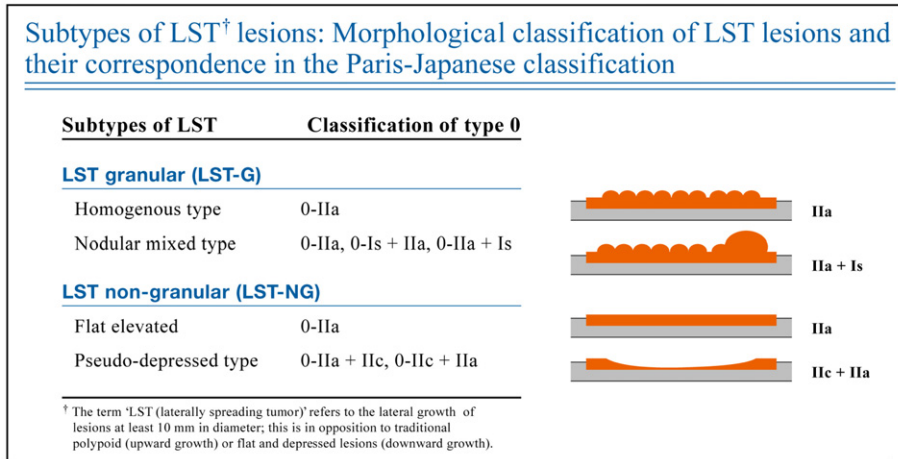 Subtypes of LST† lesions: Morphological classification of LST lesions and
their correspondence in the Paris-Japanese classification
Subtypes of LST Classification of type 0
LST granular (LST-G)
Homogenous type 0-IIa
IIa
Nodular mixed type 0-IIa, 0-Is + IIa, 0-IIa + Is
IIa + Is
LST non-granular (LST-NG)
Flat elevated 0-IIa
IIa
Pseudo-depressed type 0-IIa + IIc, 0-IIc + IIa
IIc + IIa
† The term ‘LST (laterally spreading tumor)’ refers to the lateral growth of
lesions at least 10 mm in diameter; this is in opposition to traditional
polypoid (upward growth) or flat and depressed lesions (downward growth).